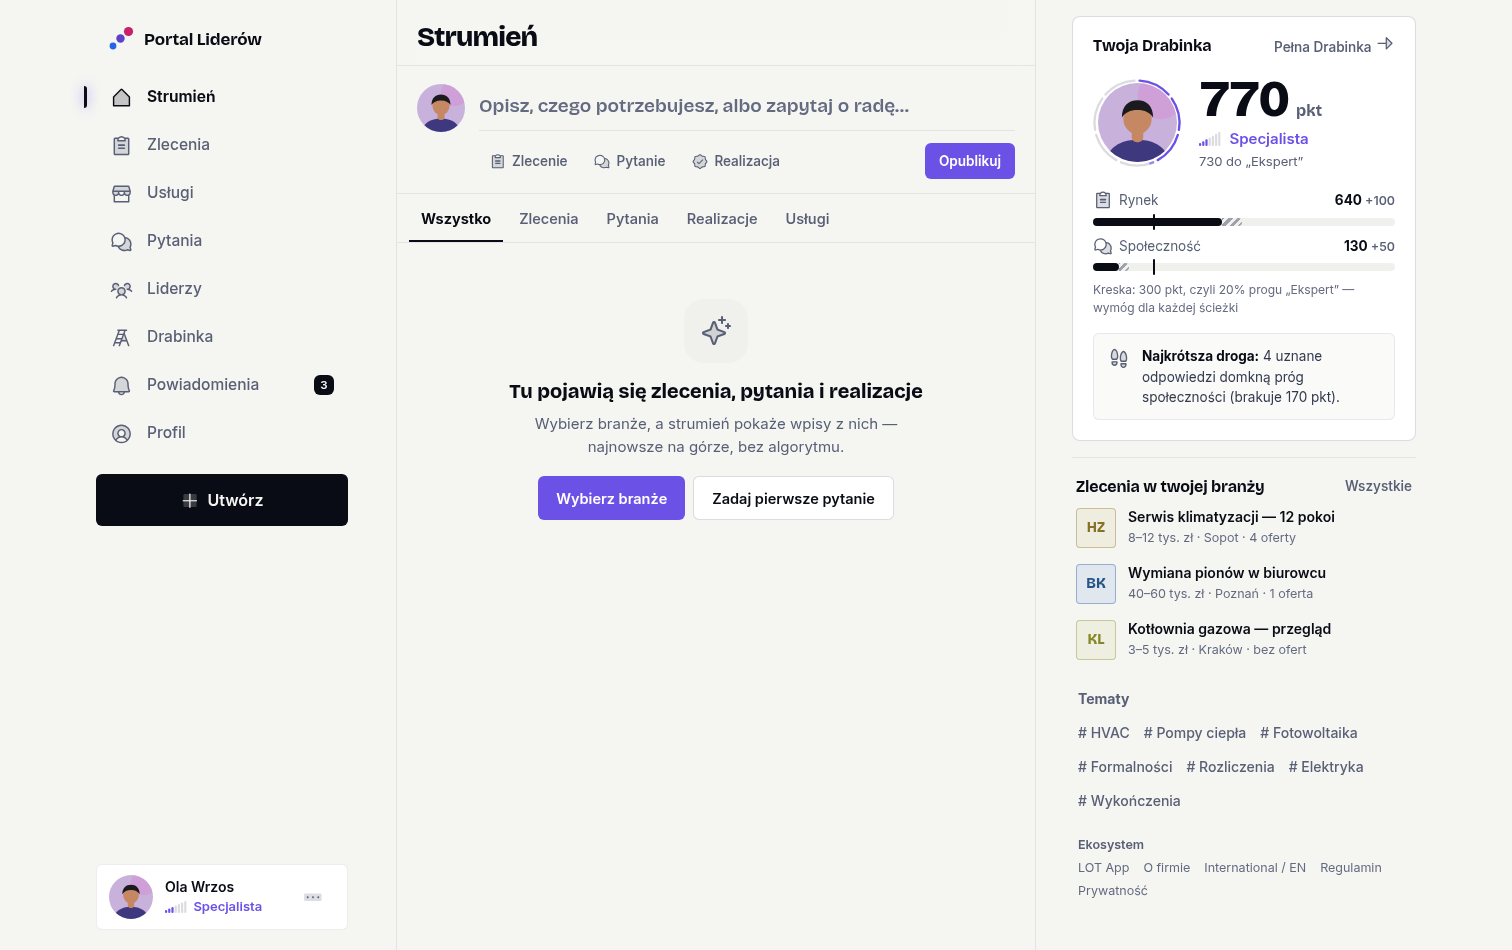 Portal Liderów
Strumień
Zlecenia
Usługi
Pytania
Liderzy
Drabinka
Powiadomienia 3
Profil
Utwórz
Ola Wrzos
Specjalista
Strumień
Opisz, czego potrzebujesz, albo zapytaj o radę...
Zlecenie Pytanie Realizacja Opublikuj
Wszystko Zlecenia Pytania Realizacje Usługi
Tu pojawią się zlecenia, pytania i realizacje
Wybierz branże, a strumień pokaże wpisy z nich —
najnowsze na górze, bez algorytmu.
Wybierz branże Zadaj pierwsze pytanie
Twoja Drabinka Pełna Drabinka
770 pkt
Specjalista
730 do „Ekspert”
Rynek 640 +100
Społeczność 130 +50
Kreska: 300 pkt, czyli 20% progu „Ekspert” —
wymóg dla każdej ścieżki
Najkrótsza droga: 4 uznane
odpowiedzi domkną próg
społeczności (brakuje 170 pkt).
Zlecenia w twojej branży Wszystkie
HZ Serwis klimatyzacji — 12 pokoi
8–12 tys. zł · Sopot · 4 oferty
BK Wymiana pionów w biurowcu
40–60 tys. zł · Poznań · 1 oferta
KL Kotłownia gazowa — przegląd
3–5 tys. zł · Kraków · bez ofert
Tematy
# HVAC # Pompy ciepła # Fotowoltaika
# Formalności # Rozliczenia # Elektryka
# Wykończenia
Ekosystem
LOT App O firmie International / EN Regulamin
Prywatność